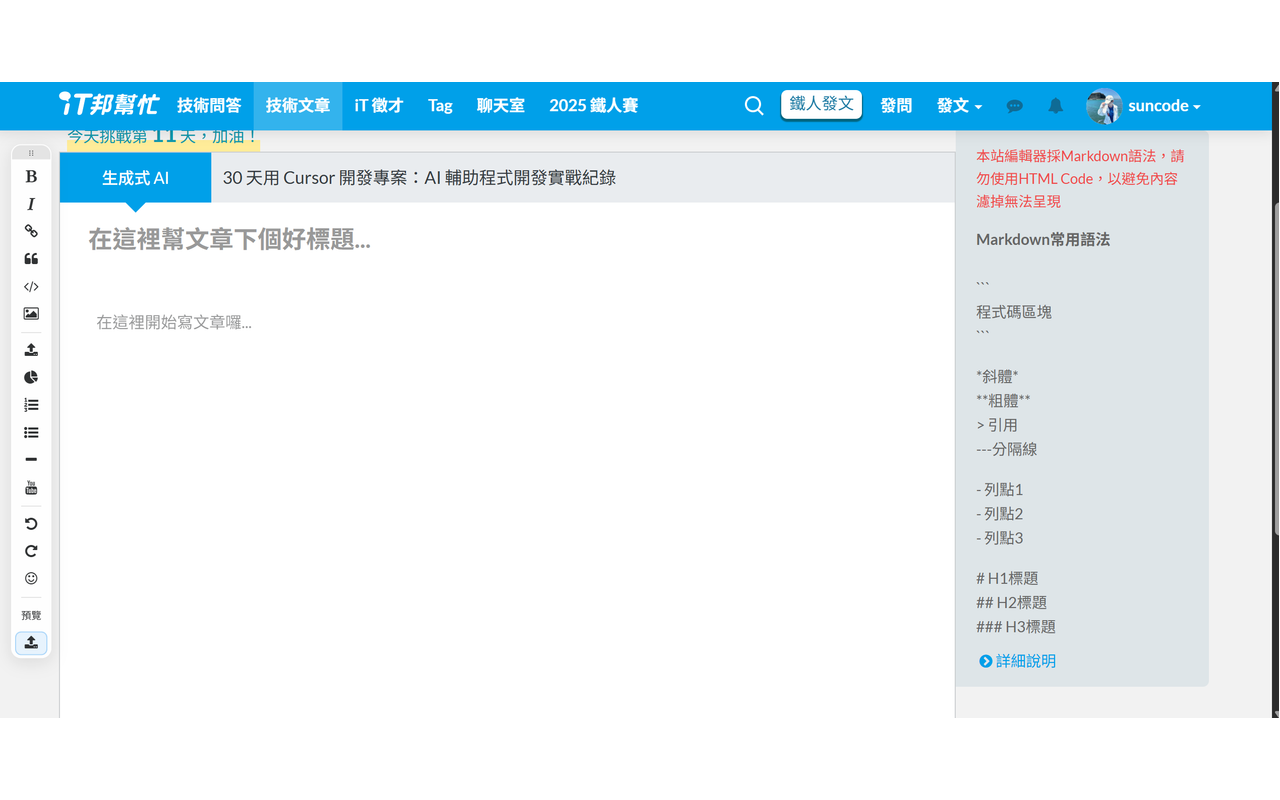 iT邦幫忙 技術問答 技術文章 iT 徵才 Tag 聊天室 2025 鐵人賽 鐵人發文 發問 發文 suncode
今天挑戰第 11 天，加油！
生成式 AI 30 天用 Cursor 開發專案：AI 輔助程式開發實戰紀錄
在這裡幫文章下個好標題...
在這裡開始寫文章囉...
B
I
You
Tube
預覽
本站編輯器採Markdown語法，請
勿使用HTML Code，以避免內容
濾掉無法呈現
Markdown常用語法
```
程式碼區塊
```
*斜體*
**粗體**
> 引用
---分隔線
- 列點1
- 列點2
- 列點3
# H1標題
## H2標題
### H3標題
詳細說明